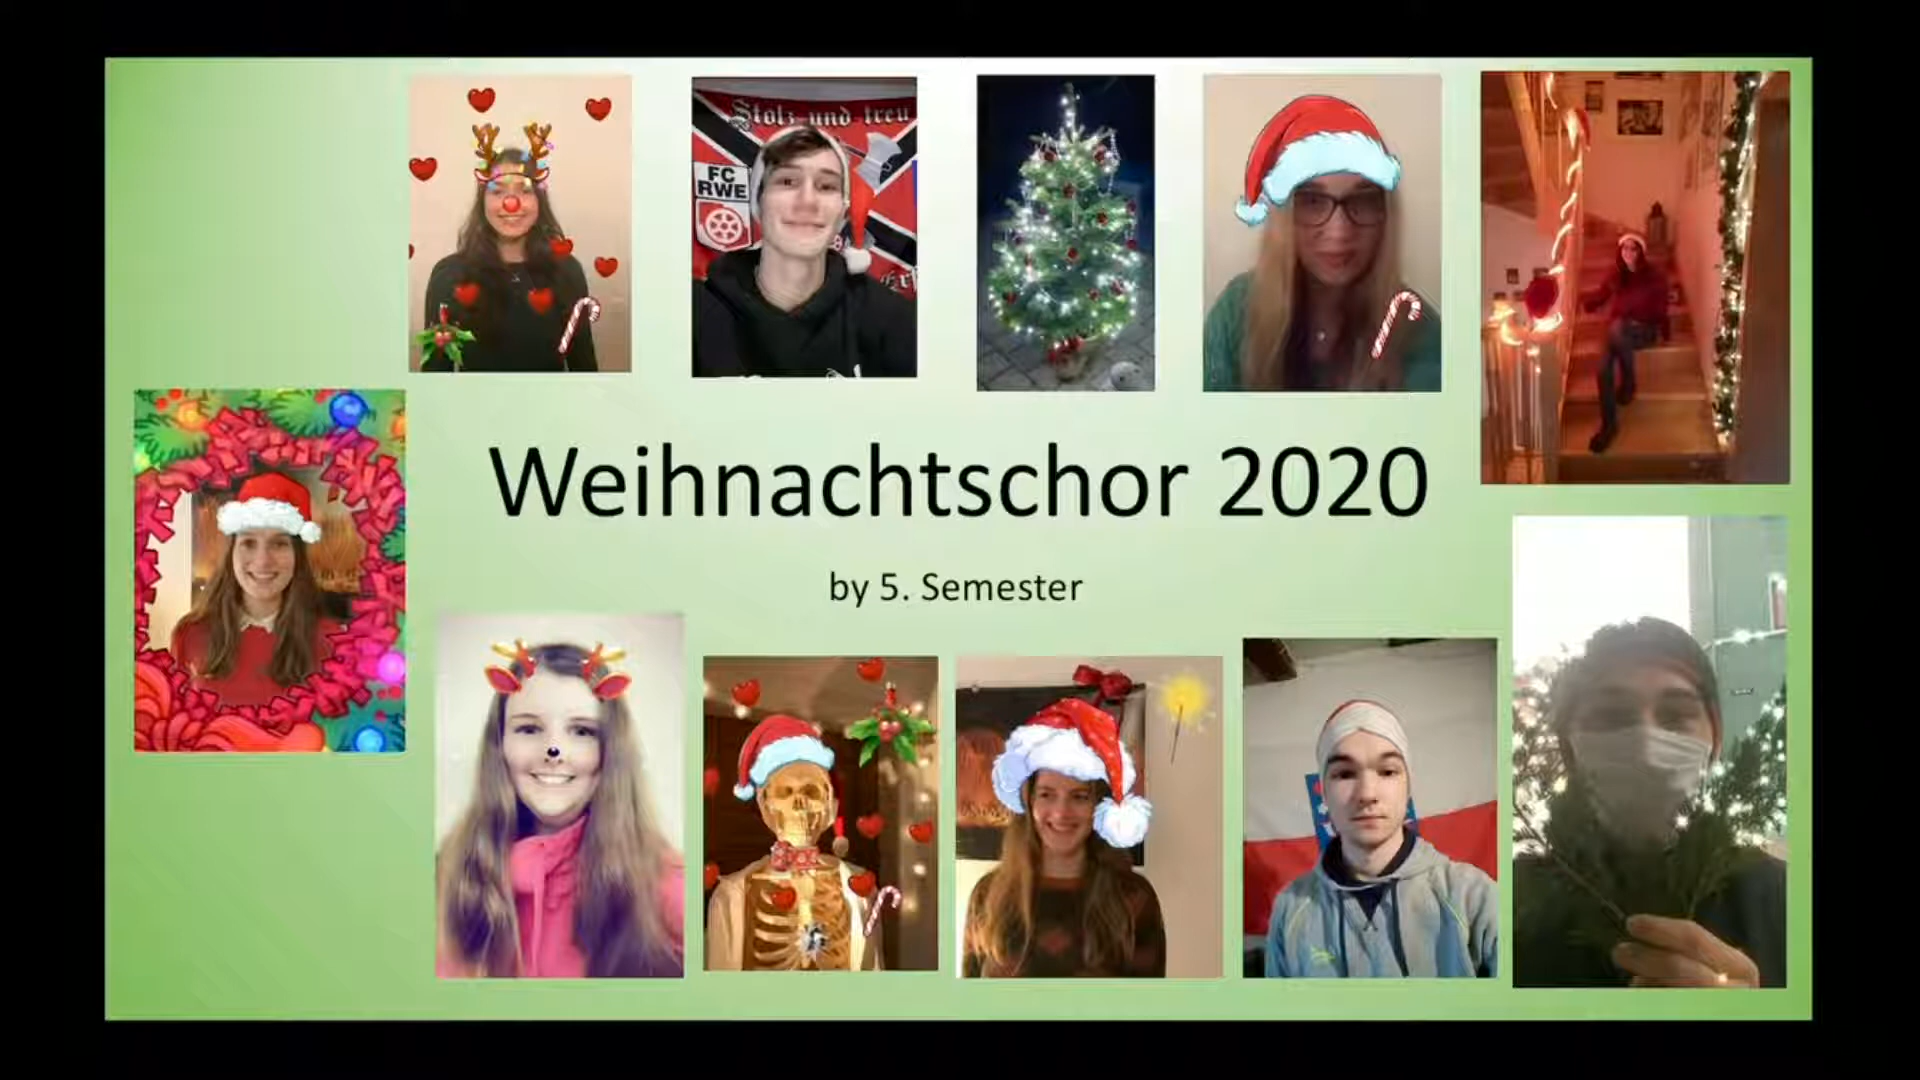 Stolz und treu
FC
RWE
Weihnachtschor 2020
by 5. Semester